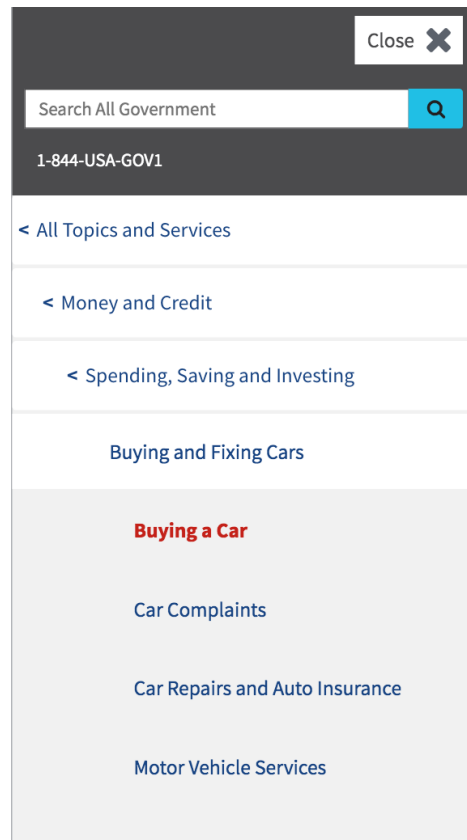 Close
Search All Government
1-844-USA-GOV1
< All Topics and Services
< Money and Credit
< Spending, Saving and Investing
Buying and Fixing Cars
Buying a Car
Car Complaints
Car Repairs and Auto Insurance
Motor Vehicle Services